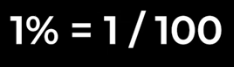 1% = 1 / 100